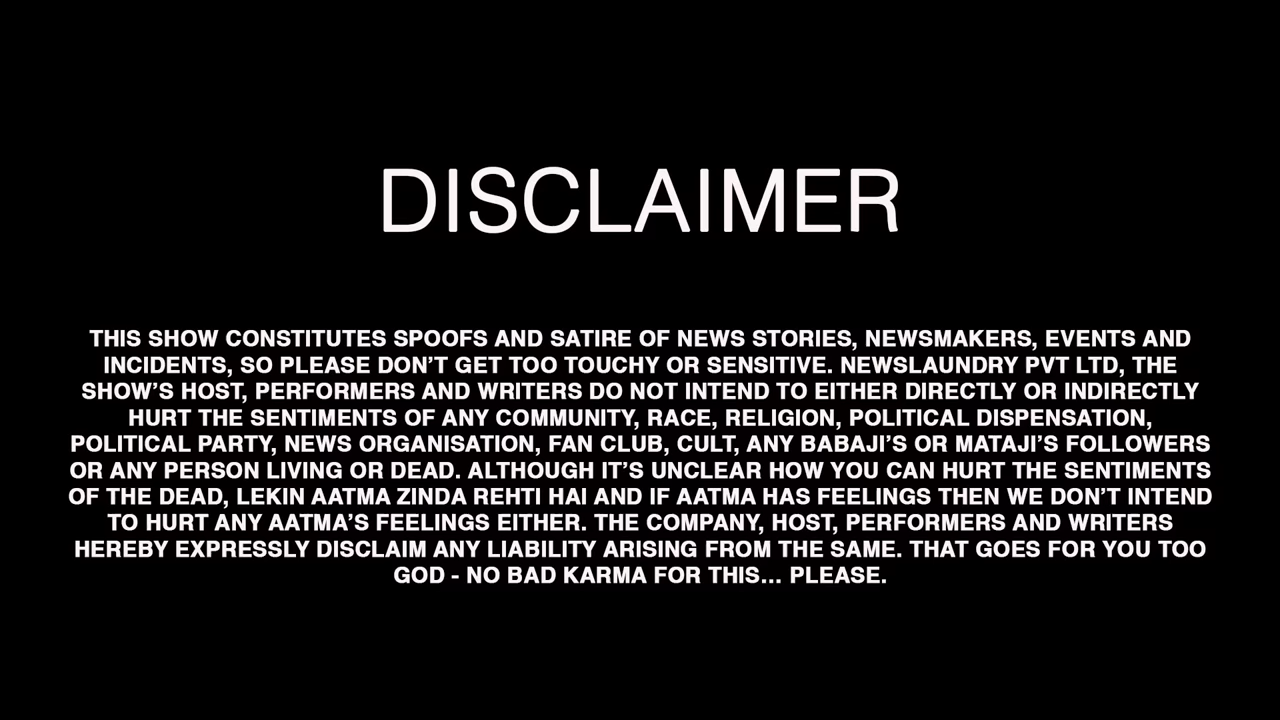 DISCLAIMER
THIS SHOW CONSTITUTES SPOOFS AND SATIRE OF NEWS STORIES, NEWSMAKERS, EVENTS AND
INCIDENTS, SO PLEASE DON'T GET TOO TOUCHY OR SENSITIVE. NEWSLAUNDRY PVT LTD, THE
SHOW'S HOST, PERFORMERS AND WRITERS DO NOT INTEND TO EITHER DIRECTLY OR INDIRECTLY
HURT THE SENTIMENTS OF ANY COMMUNITY, RACE, RELIGION, POLITICAL DISPENSATION,
POLITICAL PARTY, NEWS ORGANISATION, FAN CLUB, CULT, ANY BABAJI'S OR MATAJI'S FOLLOWERS
OR ANY PERSON LIVING OR DEAD. ALTHOUGH IT'S UNCLEAR HOW YOU CAN HURT THE SENTIMENTS
OF THE DEAD, LEKIN AATMA ZINDA REHTI HAI AND IF AATMA HAS FEELINGS THEN WE DON'T INTEND
TO HURT ANY AATMA'S FEELINGS EITHER. THE COMPANY, HOST, PERFORMERS AND WRITERS
HEREBY EXPRESSLY DISCLAIM ANY LIABILITY ARISING FROM THE SAME. THAT GOES FOR YOU TOO
GOD - NO BAD KARMA FOR THIS... PLEASE.